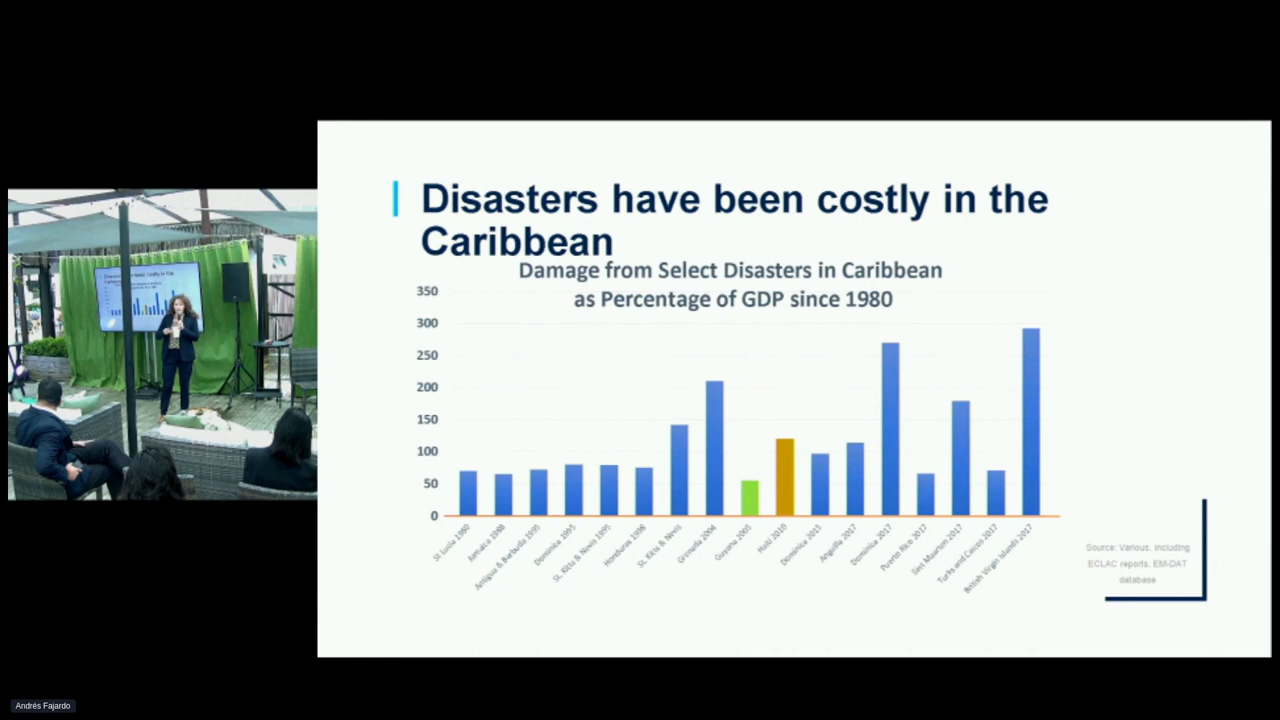 Disasters have been costly in the
Caribbean
Damage from Select Disasters in Caribbean
as Percentage of GDP since 1980
350
300
250
200
150
100
50
0
St Lucia 1980
Jamaica 1988
Antigua & Barbuda 1995
Dominica 1995
St. Kitts & Nevis 1995
Honduras 1998
St. Kitts & Nevis
Grenada 2004
Guyana 2005
Haiti 2010
Dominica 2015
Anguilla 2017
Dominica 2017
Puerto Rico 2017
Sint Maarten 2017
Turks and Caicos 2017
British Virgin Islands 2017
Source: Various, including
ECLAC reports, EM-DAT
database
Andrés Fajardo